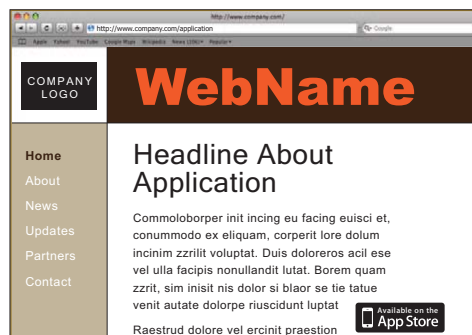 http://www.company.com/
http://www.company.com/application
Google
Apple Yahoo! YouTube Google Maps Wikipedia News (106) Popular
COMPANY
LOGO
WebName
Home
About
News
Updates
Partners
Contact
Headline About
Application
Commoloborper init incing eu facing euisci et,
conummodo ex eliquam, corperit lore dolum
incinim zzrilit voluptat. Duis doloreros acil ese
vel ulla facipis nonullandit lutat. Borem quam
zzrit, sim inisit nis dolor si blaor se tie tatue
venit autate dolorpe riuscidunt luptat
Raestrud dolore vel ercinit praestion
Available on the
App Store